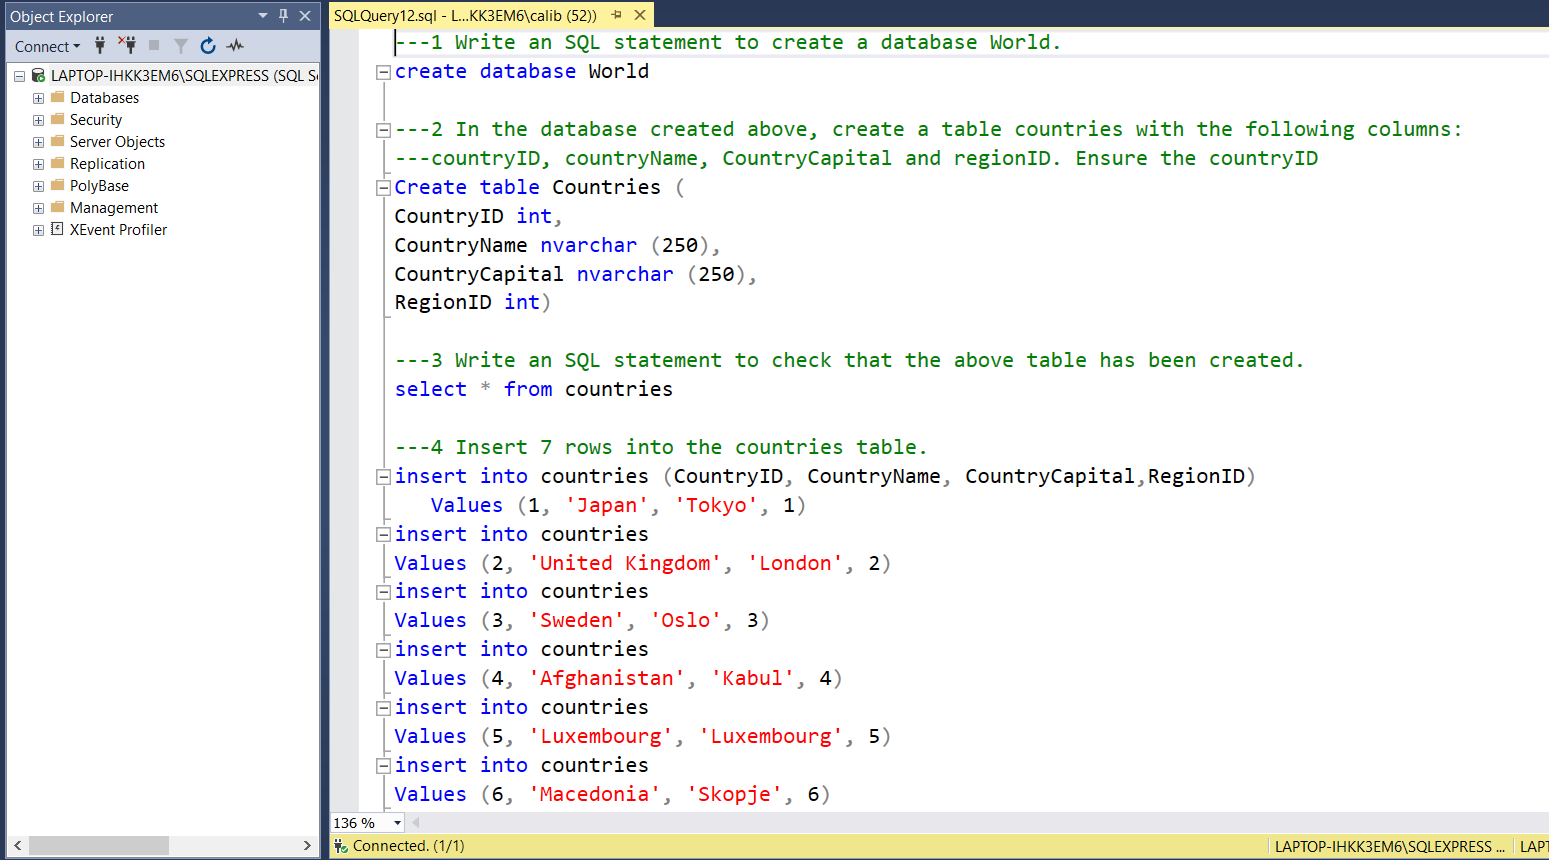 Object Explorer
Connect
LAPTOP-IHKK3EM6\SQLEXPRESS (SQL S
Databases
Security
Server Objects
Replication
PolyBase
Management
XEvent Profiler
SQLQuery12.sql - L...KK3EM6\calib (52))
---1 Write an SQL statement to create a database World.
create database World
---2 In the database created above, create a table countries with the following columns:
---countryID, countryName, CountryCapital and regionID. Ensure the countryID
Create table Countries (
CountryID int,
CountryName nvarchar (250),
CountryCapital nvarchar (250),
RegionID int)
---3 Write an SQL statement to check that the above table has been created.
select * from countries
---4 Insert 7 rows into the countries table.
insert into countries (CountryID, CountryName, CountryCapital,RegionID)
Values (1, 'Japan', 'Tokyo', 1)
insert into countries
Values (2, 'United Kingdom', 'London', 2)
insert into countries
Values (3, 'Sweden', 'Oslo', 3)
insert into countries
Values (4, 'Afghanistan', 'Kabul', 4)
insert into countries
Values (5, 'Luxembourg', 'Luxembourg', 5)
insert into countries
Values (6, 'Macedonia', 'Skopje', 6)
136 %
Connected. (1/1)
LAPTOP-IHKK3EM6\SQLEXPRESS ...
LAPT